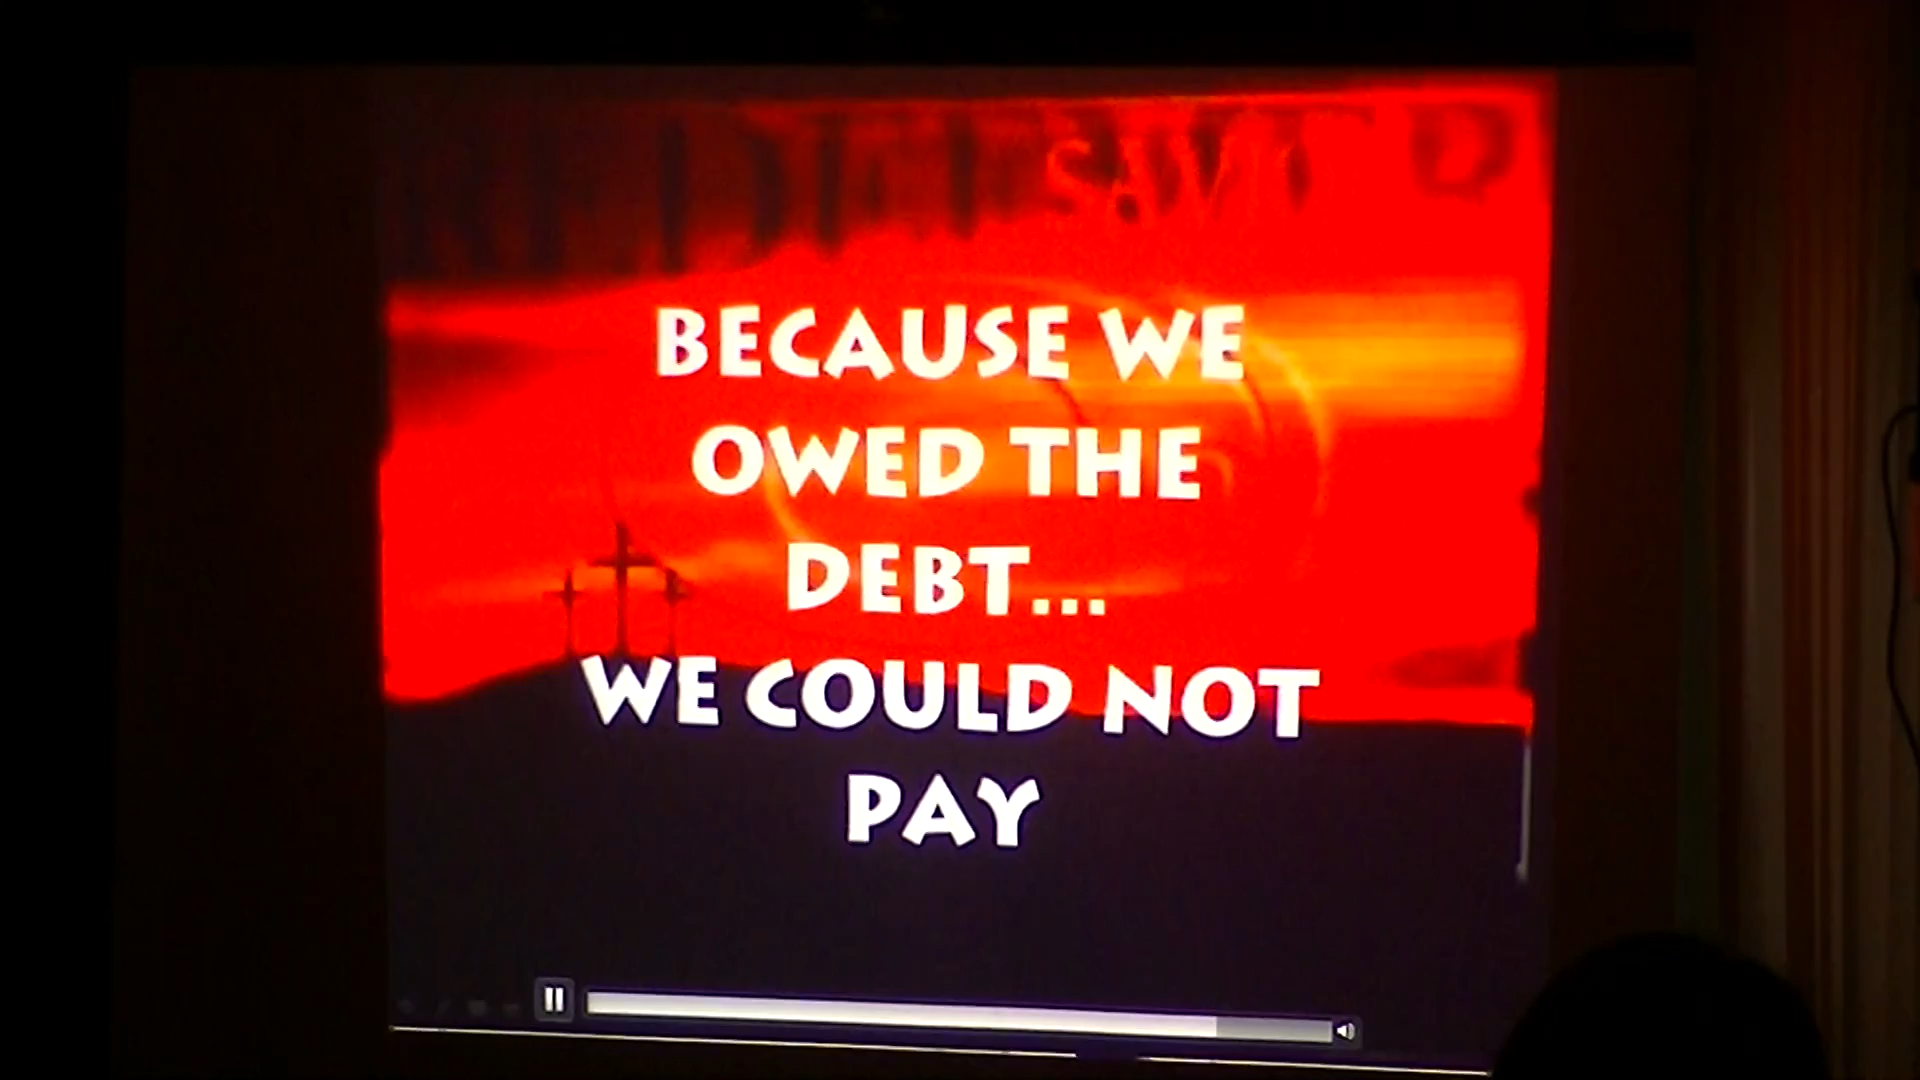 BECAUSE WE
OWED THE
DEBT...
WE COULD NOT
PAY